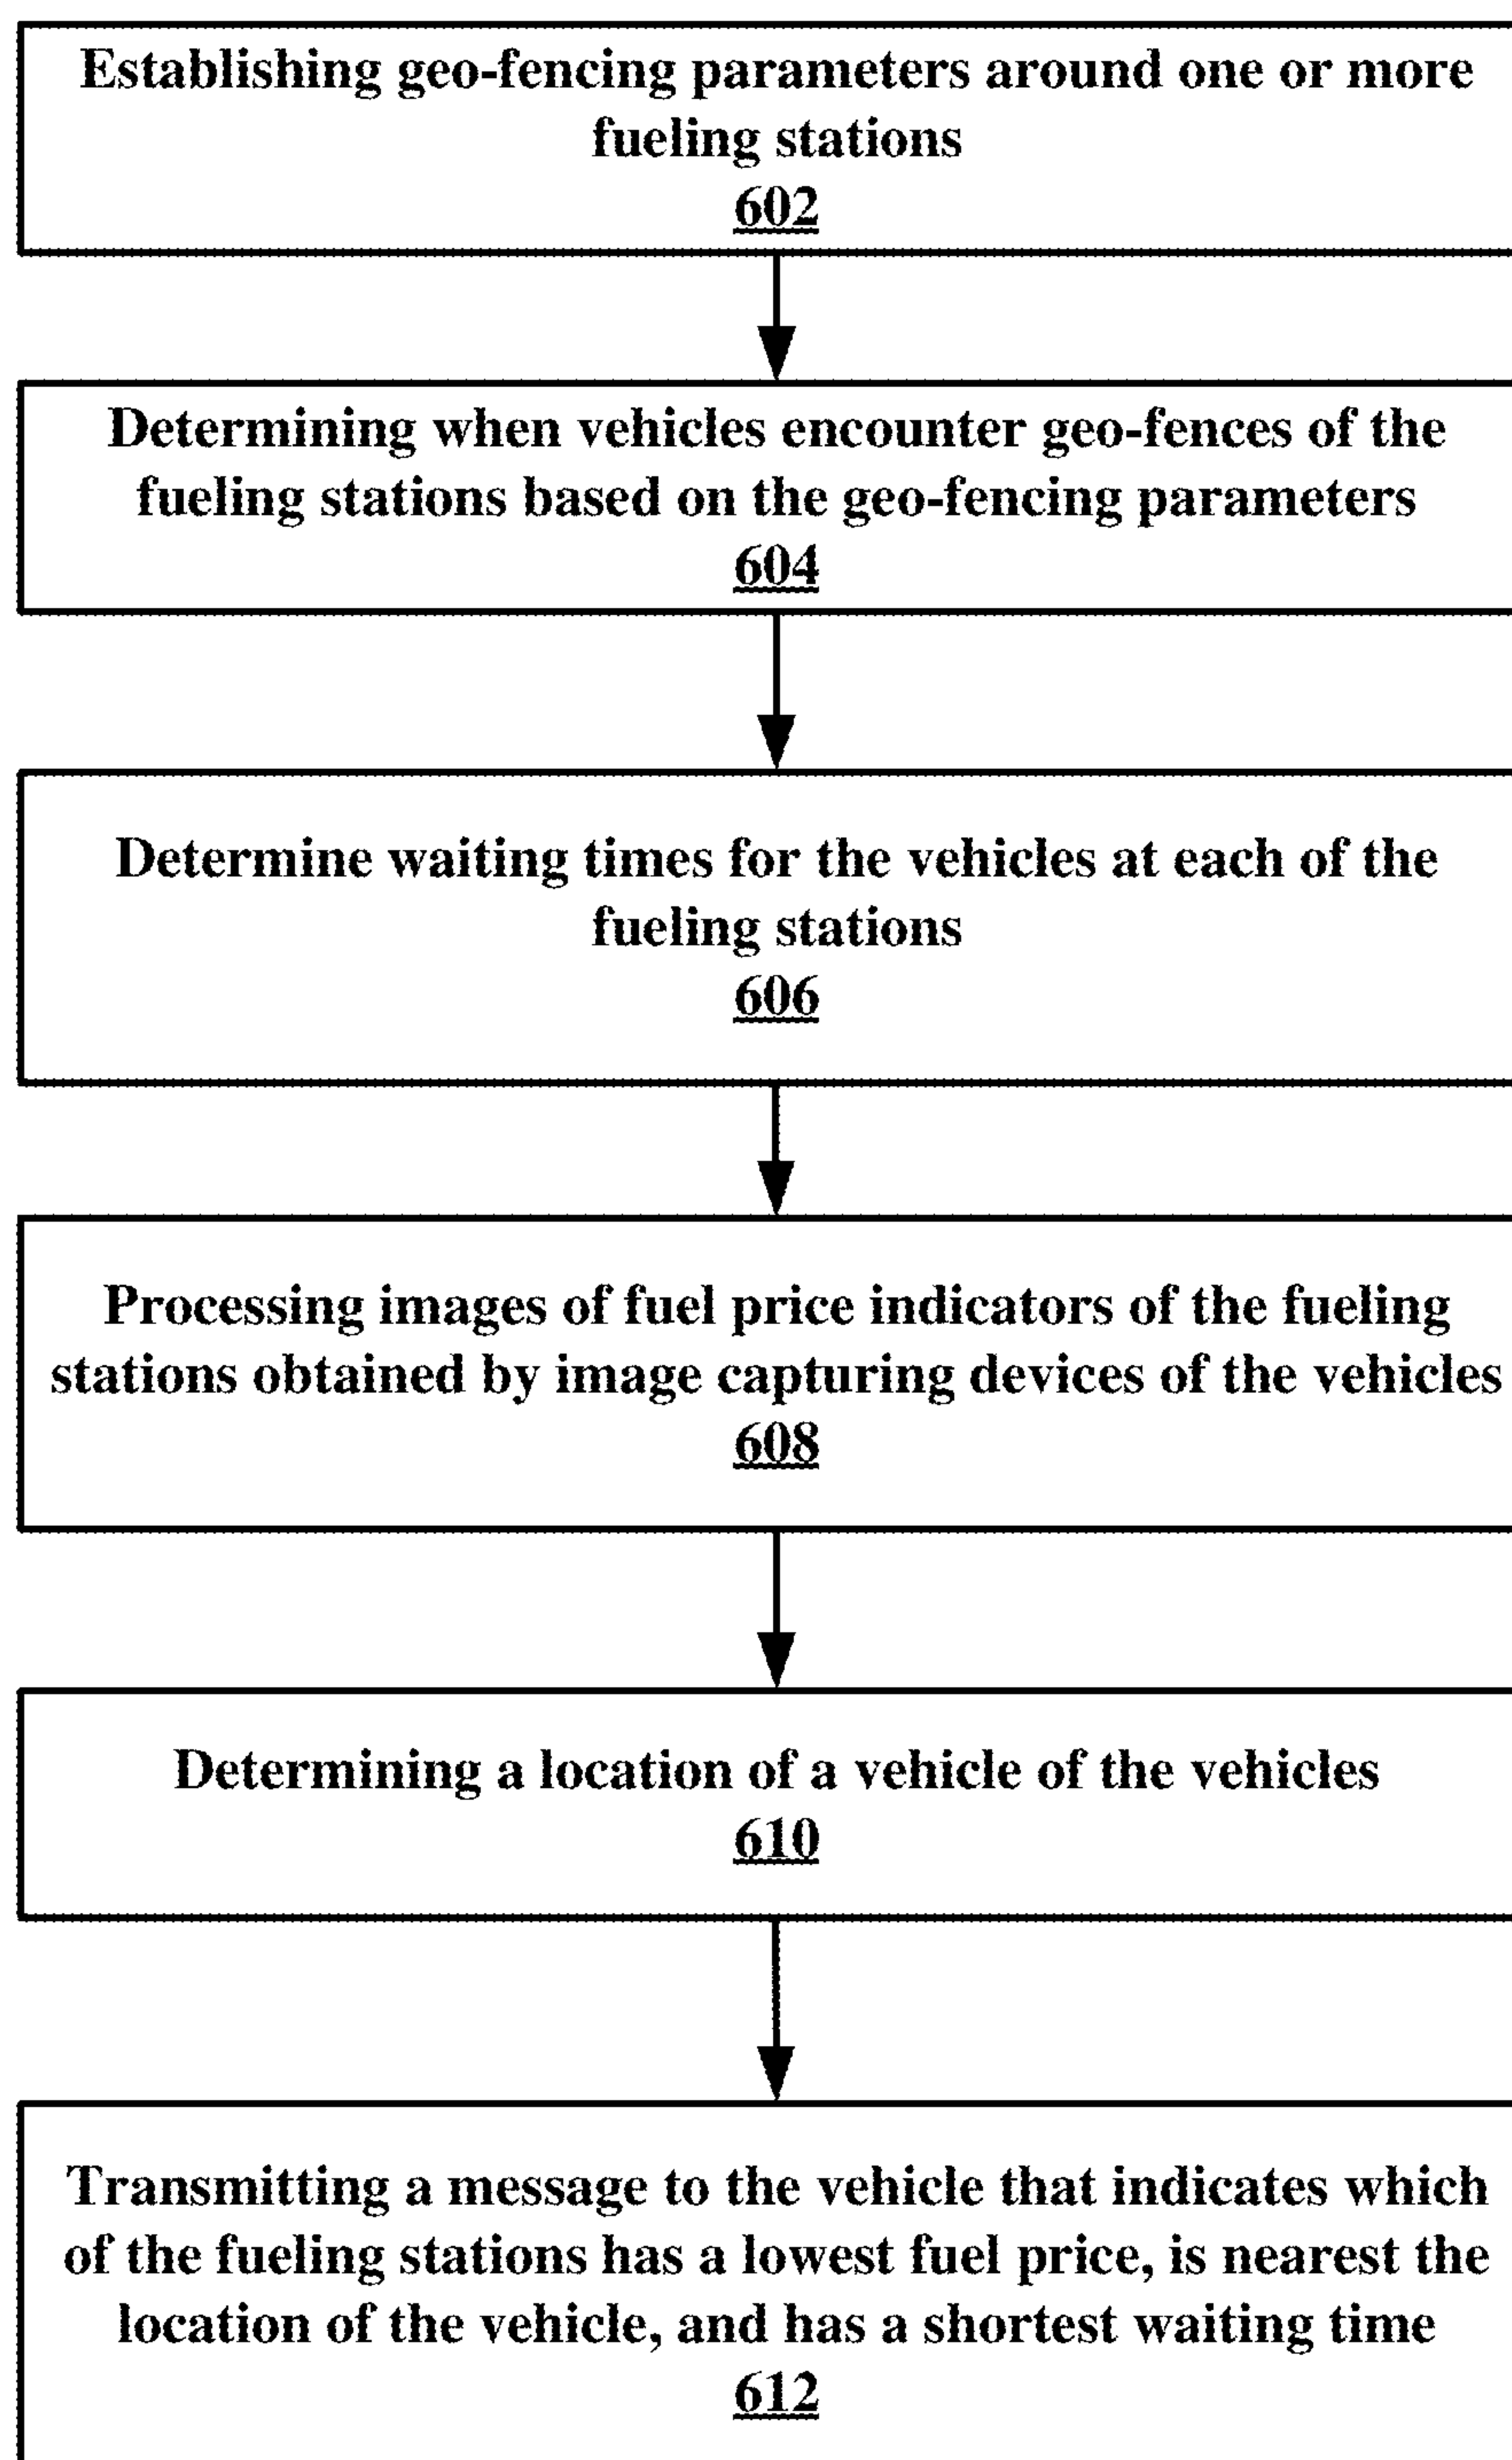 Establishing geo-fencing parameters around one or more
fueling stations
602
Determining when vehicles encounter geo-fences of the
fueling stations based on the geo-fencing parameters
604
Determine waiting times for the vehicles at each of the
fueling stations
606
Processing images of fuel price indicators of the fueling
stations obtained by image capturing devices of the vehicles
608
Determining a location of a vehicle of the vehicles
610
Transmitting a message to the vehicle that indicates which
of the fueling stations has a lowest fuel price, is nearest the
location of the vehicle, and has a shortest waiting time
612